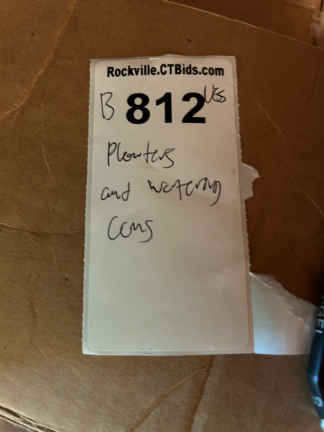 Rockville.CTBids.com
B 812
Planters
and watering
Cans